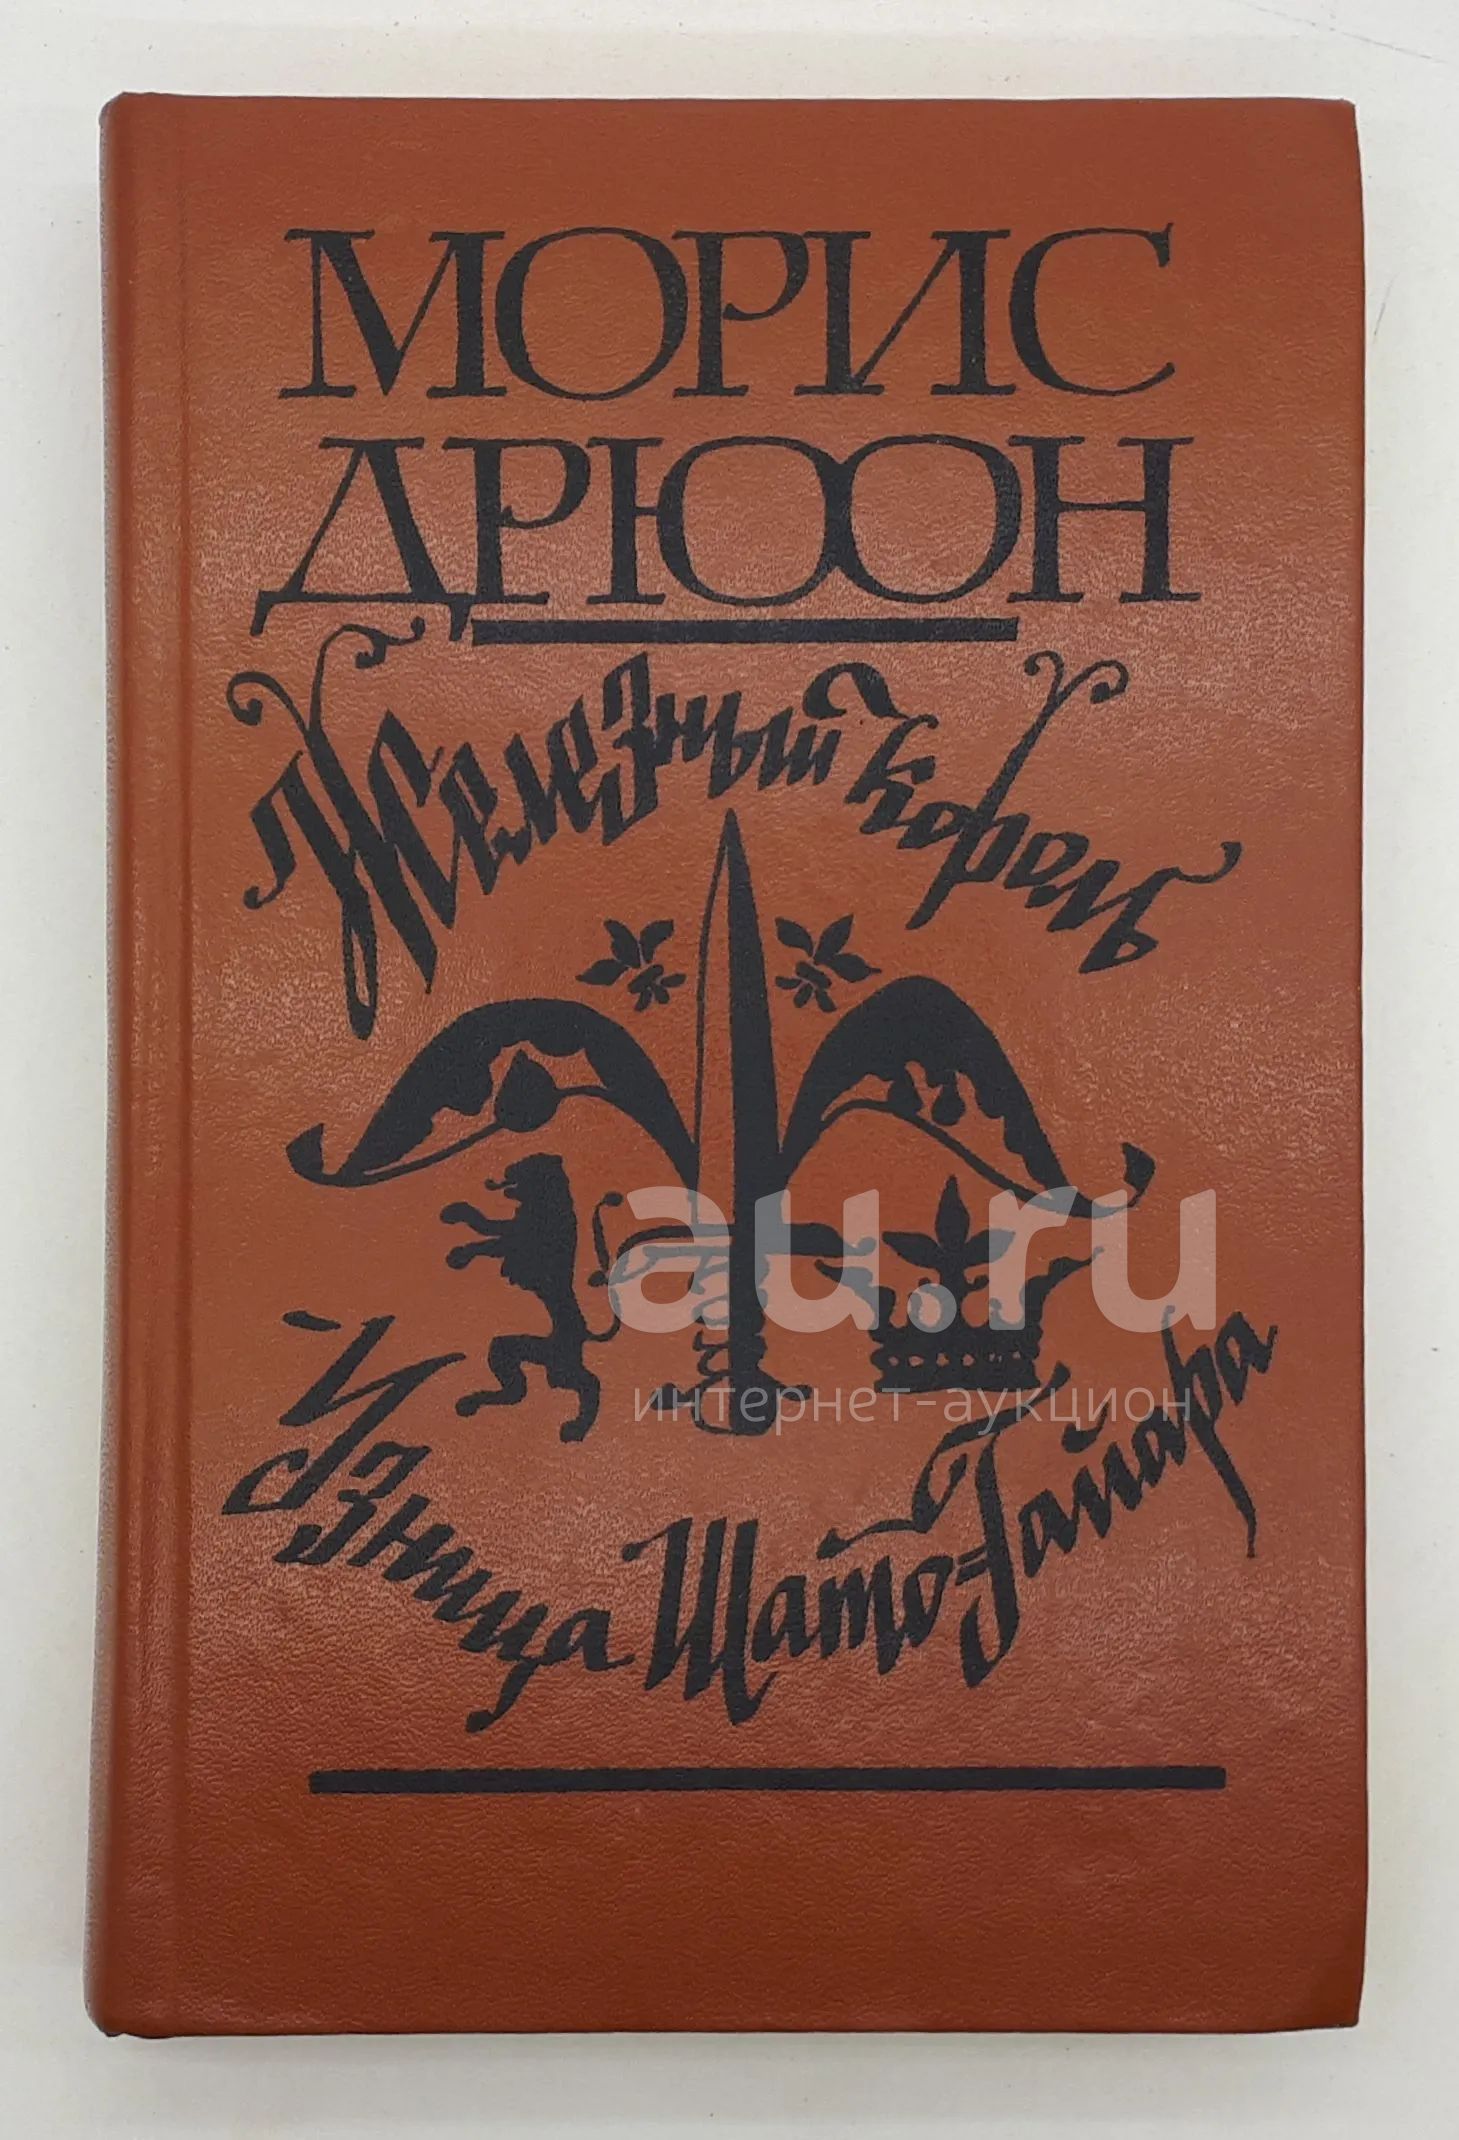 МОРИС
ДРЮОН
Железный король
au.ru
интернет-аукцион
Узница Шато-Гайара